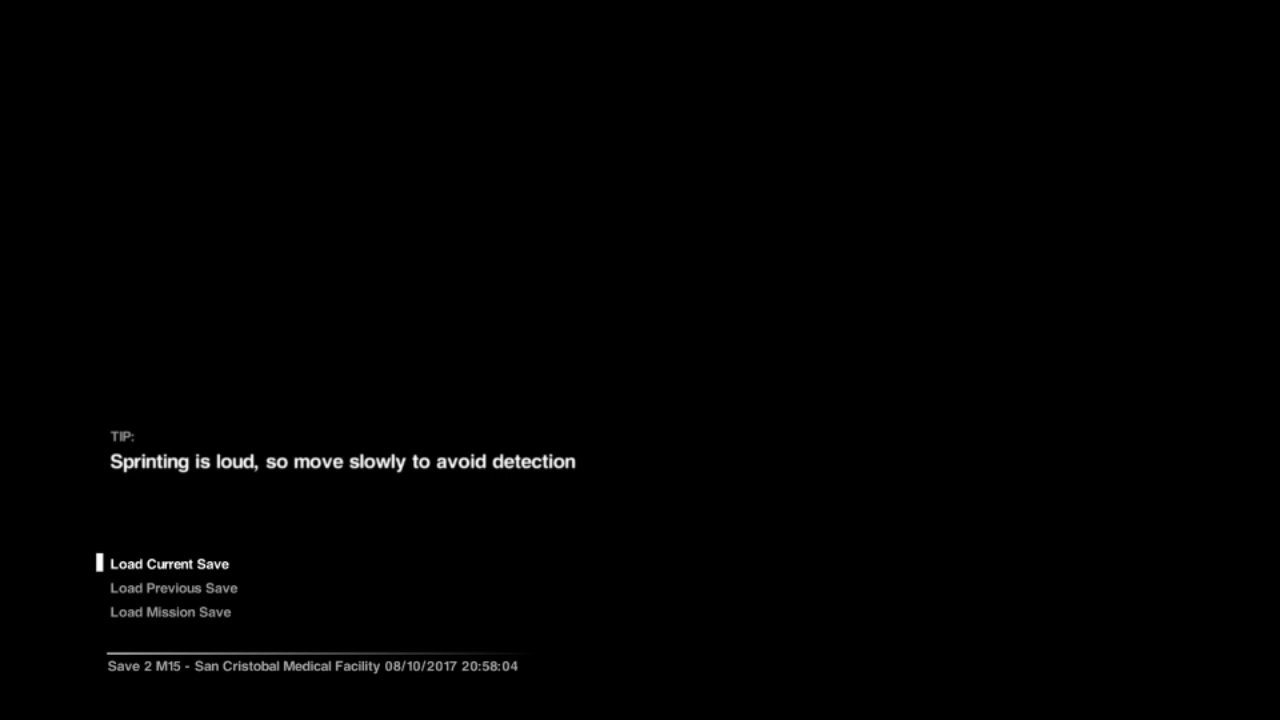 TIP:
Sprinting is loud, so move slowly to avoid detection
Load Current Save
Load Previous Save
Load Mission Save
Save 2 M15 - San Cristobal Medical Facility 08/10/2017 20:58:04